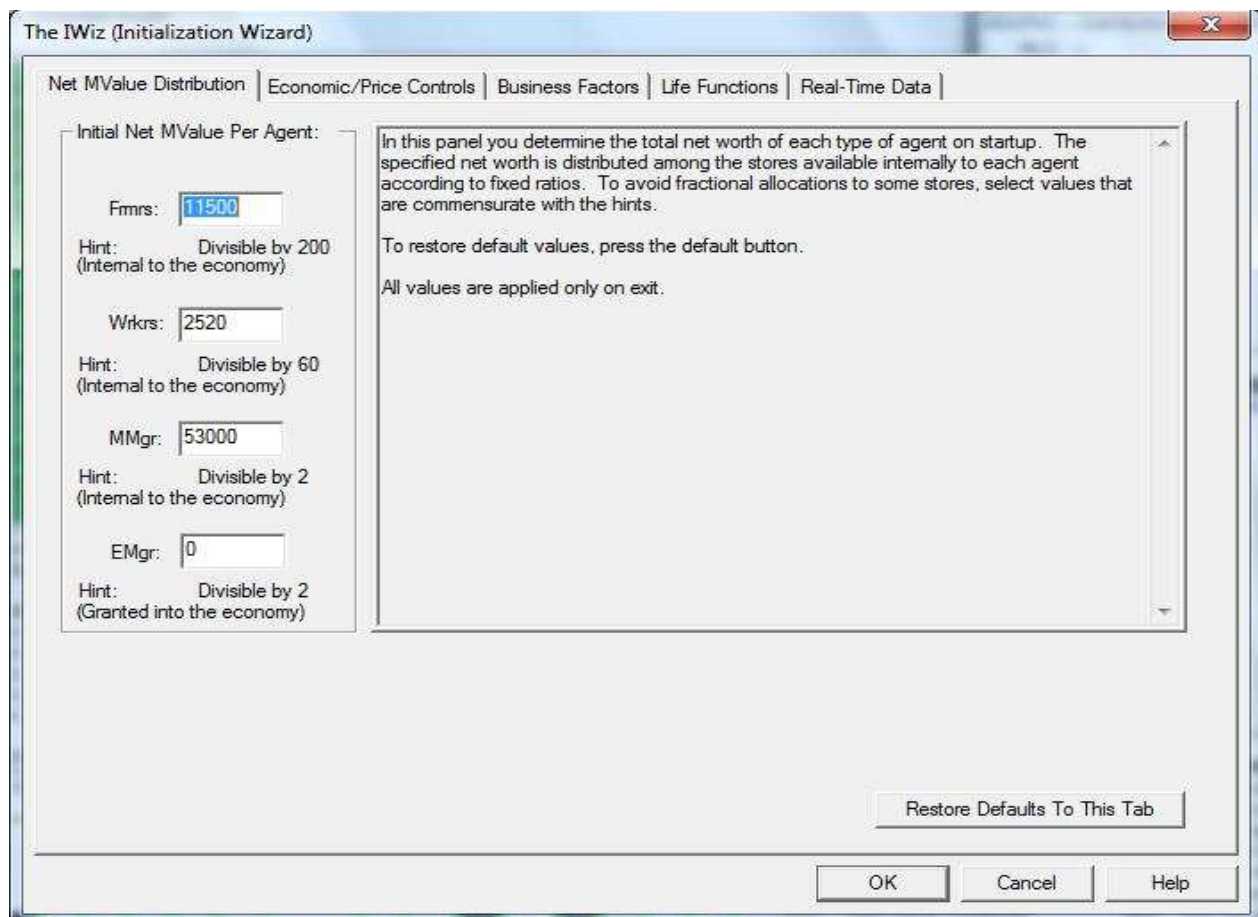 The IWiz (Initialization Wizard)
Net MValue Distribution
Economic/Price Controls
Business Factors
Life Functions
Real-Time Data
Initial Net MValue Per Agent:
Frmrs: 11500
Hint: Divisible by 200
(Internal to the economy)
Wrkrs: 2520
Hint: Divisible by 60
(Internal to the economy)
MMgr: 53000
Hint: Divisible by 2
(Internal to the economy)
EMgr: 0
Hint: Divisible by 2
(Granted into the economy)
In this panel you determine the total net worth of each type of agent on startup. The
specified net worth is distributed among the stores available internally to each agent
according to fixed ratios. To avoid fractional allocations to some stores, select values that
are commensurate with the hints.
To restore default values, press the default button.
All values are applied only on exit.
Restore Defaults To This Tab
OK
Cancel
Help